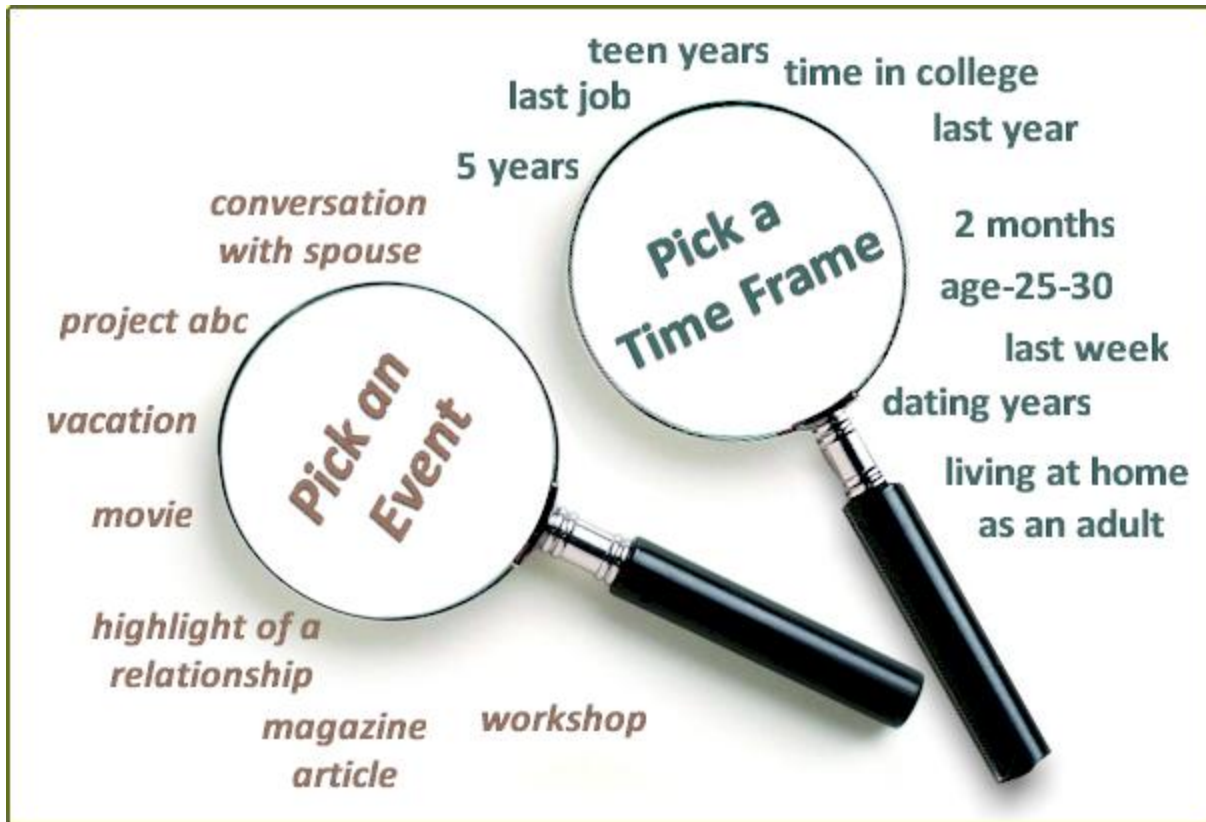 teen years
time in college
last job
last year
5 years
Pick a
Time Frame
2 months
age-25-30
last week
dating years
living at home
as an adult
conversation
with spouse
project abc
vacation
movie
Pick an
Event
highlight of a
relationship
magazine
article
workshop